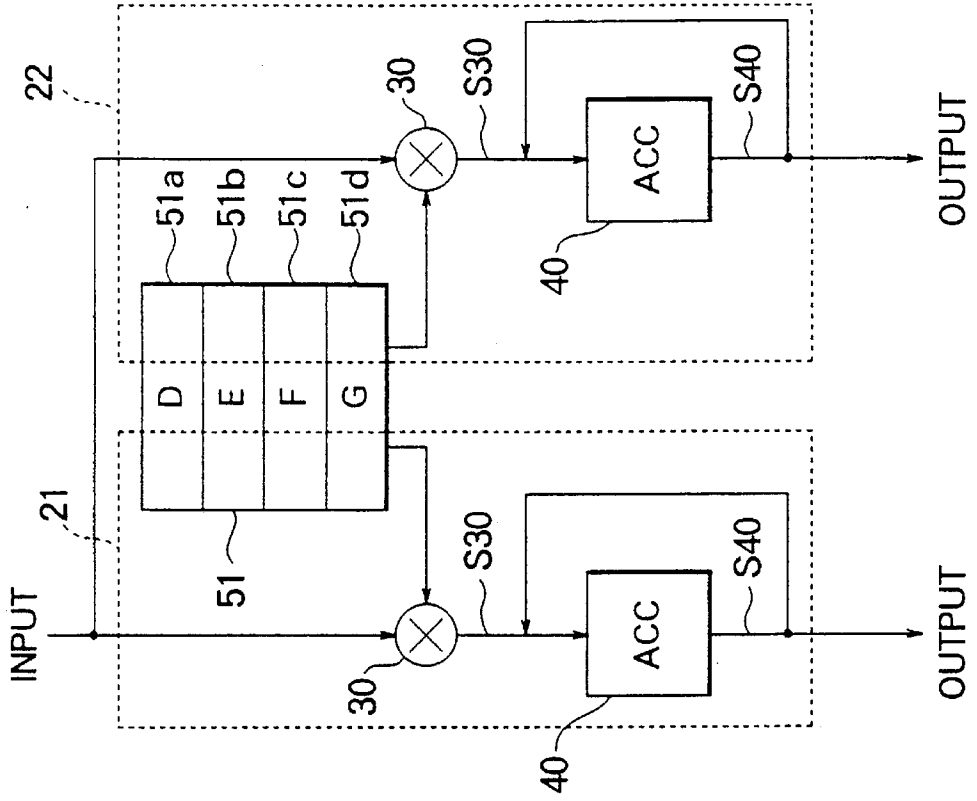 INPUT
21
22
D
51a
E
51b
F
51c
G
51d
51
30
30
S30
S30
ACC
ACC
40
40
S40
S40
OUTPUT
OUTPUT